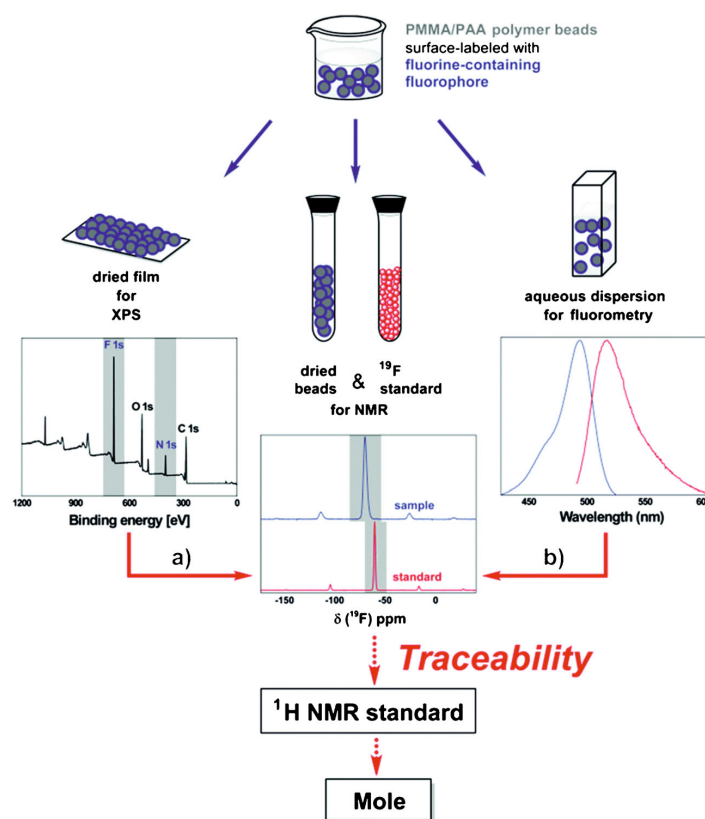 PMMA/PAA polymer beads
surface-labeled with
fluorine-containing
fluorophore
dried film
for
XPS
dried
beads
&
¹⁹F
standard
for NMR
aqueous dispersion
for fluorometry
F 1s
O 1s
N 1s
C 1s
1200 900 600 300 0
Binding energy [eV]
sample
standard
-150 -100 -50 0
δ (¹⁹F) ppm
450 500 550 600
Wavelength (nm)
a)
b)
Traceability
¹H NMR standard
Mole